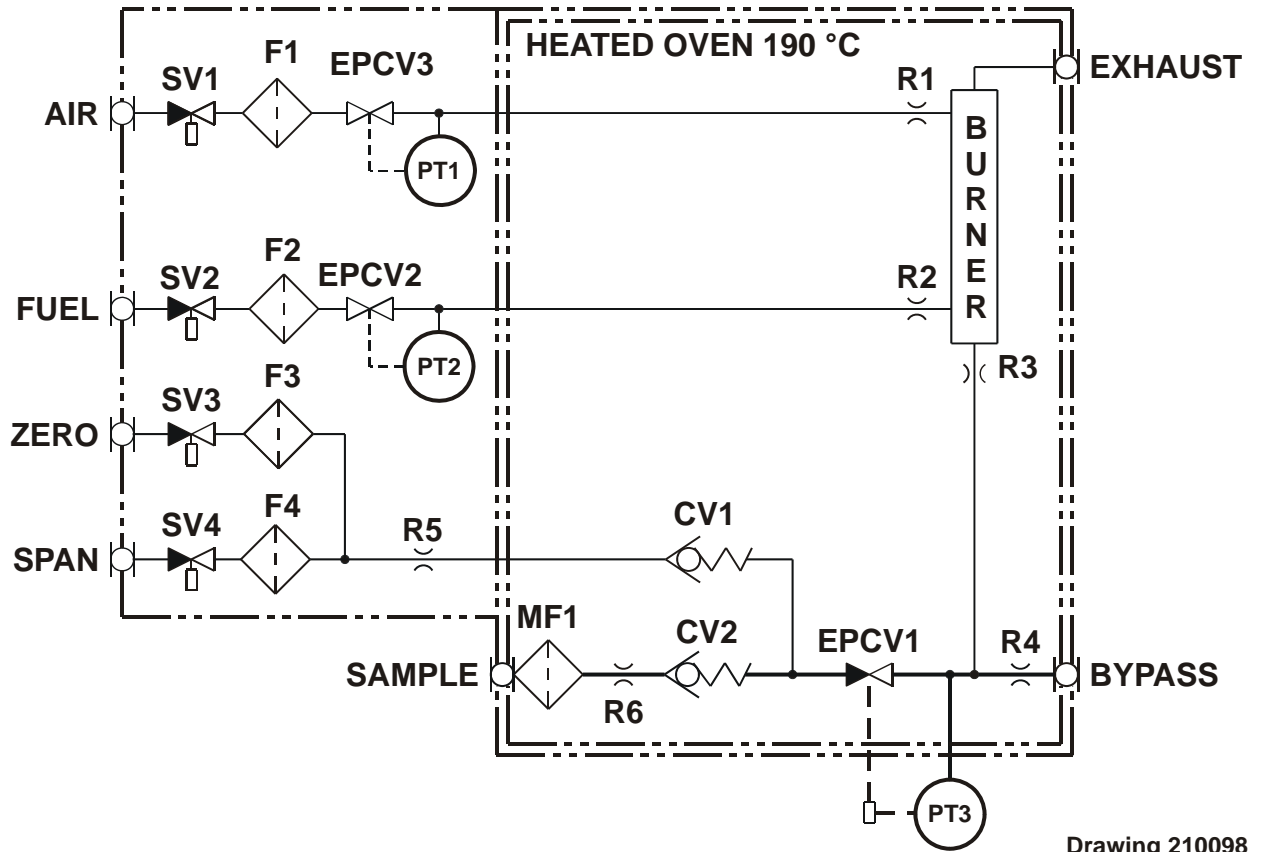 HEATED OVEN 190 °C
F1
EPCV3
SV1
R1
EXHAUST
AIR
BURNER
PT1
F2
EPCV2
SV2
R2
FUEL
PT2
F3
R3
SV3
ZERO
F4
CV1
SV4
R5
SPAN
MF1
CV2
EPCV1
R4
SAMPLE
BYPASS
R6
PT3
Drawing 210098